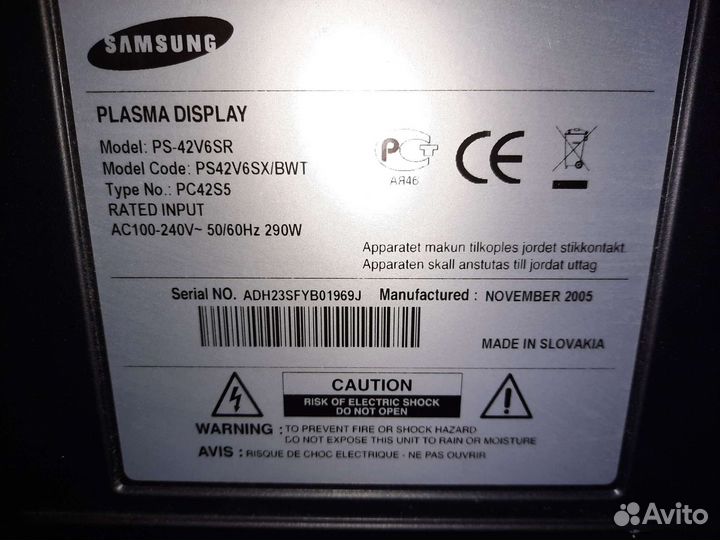 SAMSUNG
PLASMA DISPLAY
Model: PS-42V6SR
Model Code: PS42V6SX/BWT
Type No.: PC42S5
RATED INPUT
AC100-240V~ 50/60Hz 290W
РСТ
АЯ46
CE
Apparatet makun tilkoples jordet stikkontakt
Apparaten skall anstutas till jordat uttag
Serial NO. ADH23SFYB01969J Manufactured : NOVEMBER 2005
MADE IN SLOVAKIA
CAUTION
RISK OF ELECTRIC SHOCK
DO NOT OPEN
WARNING : TO PREVENT FIRE OR SHOCK HAZARD
DO NOT EXPOSE THIS UNIT TO RAIN OR MOISTURE
AVIS : RISQUE DE CHOC ELECTRIQUE - NE PAS OUVRIR
Avito